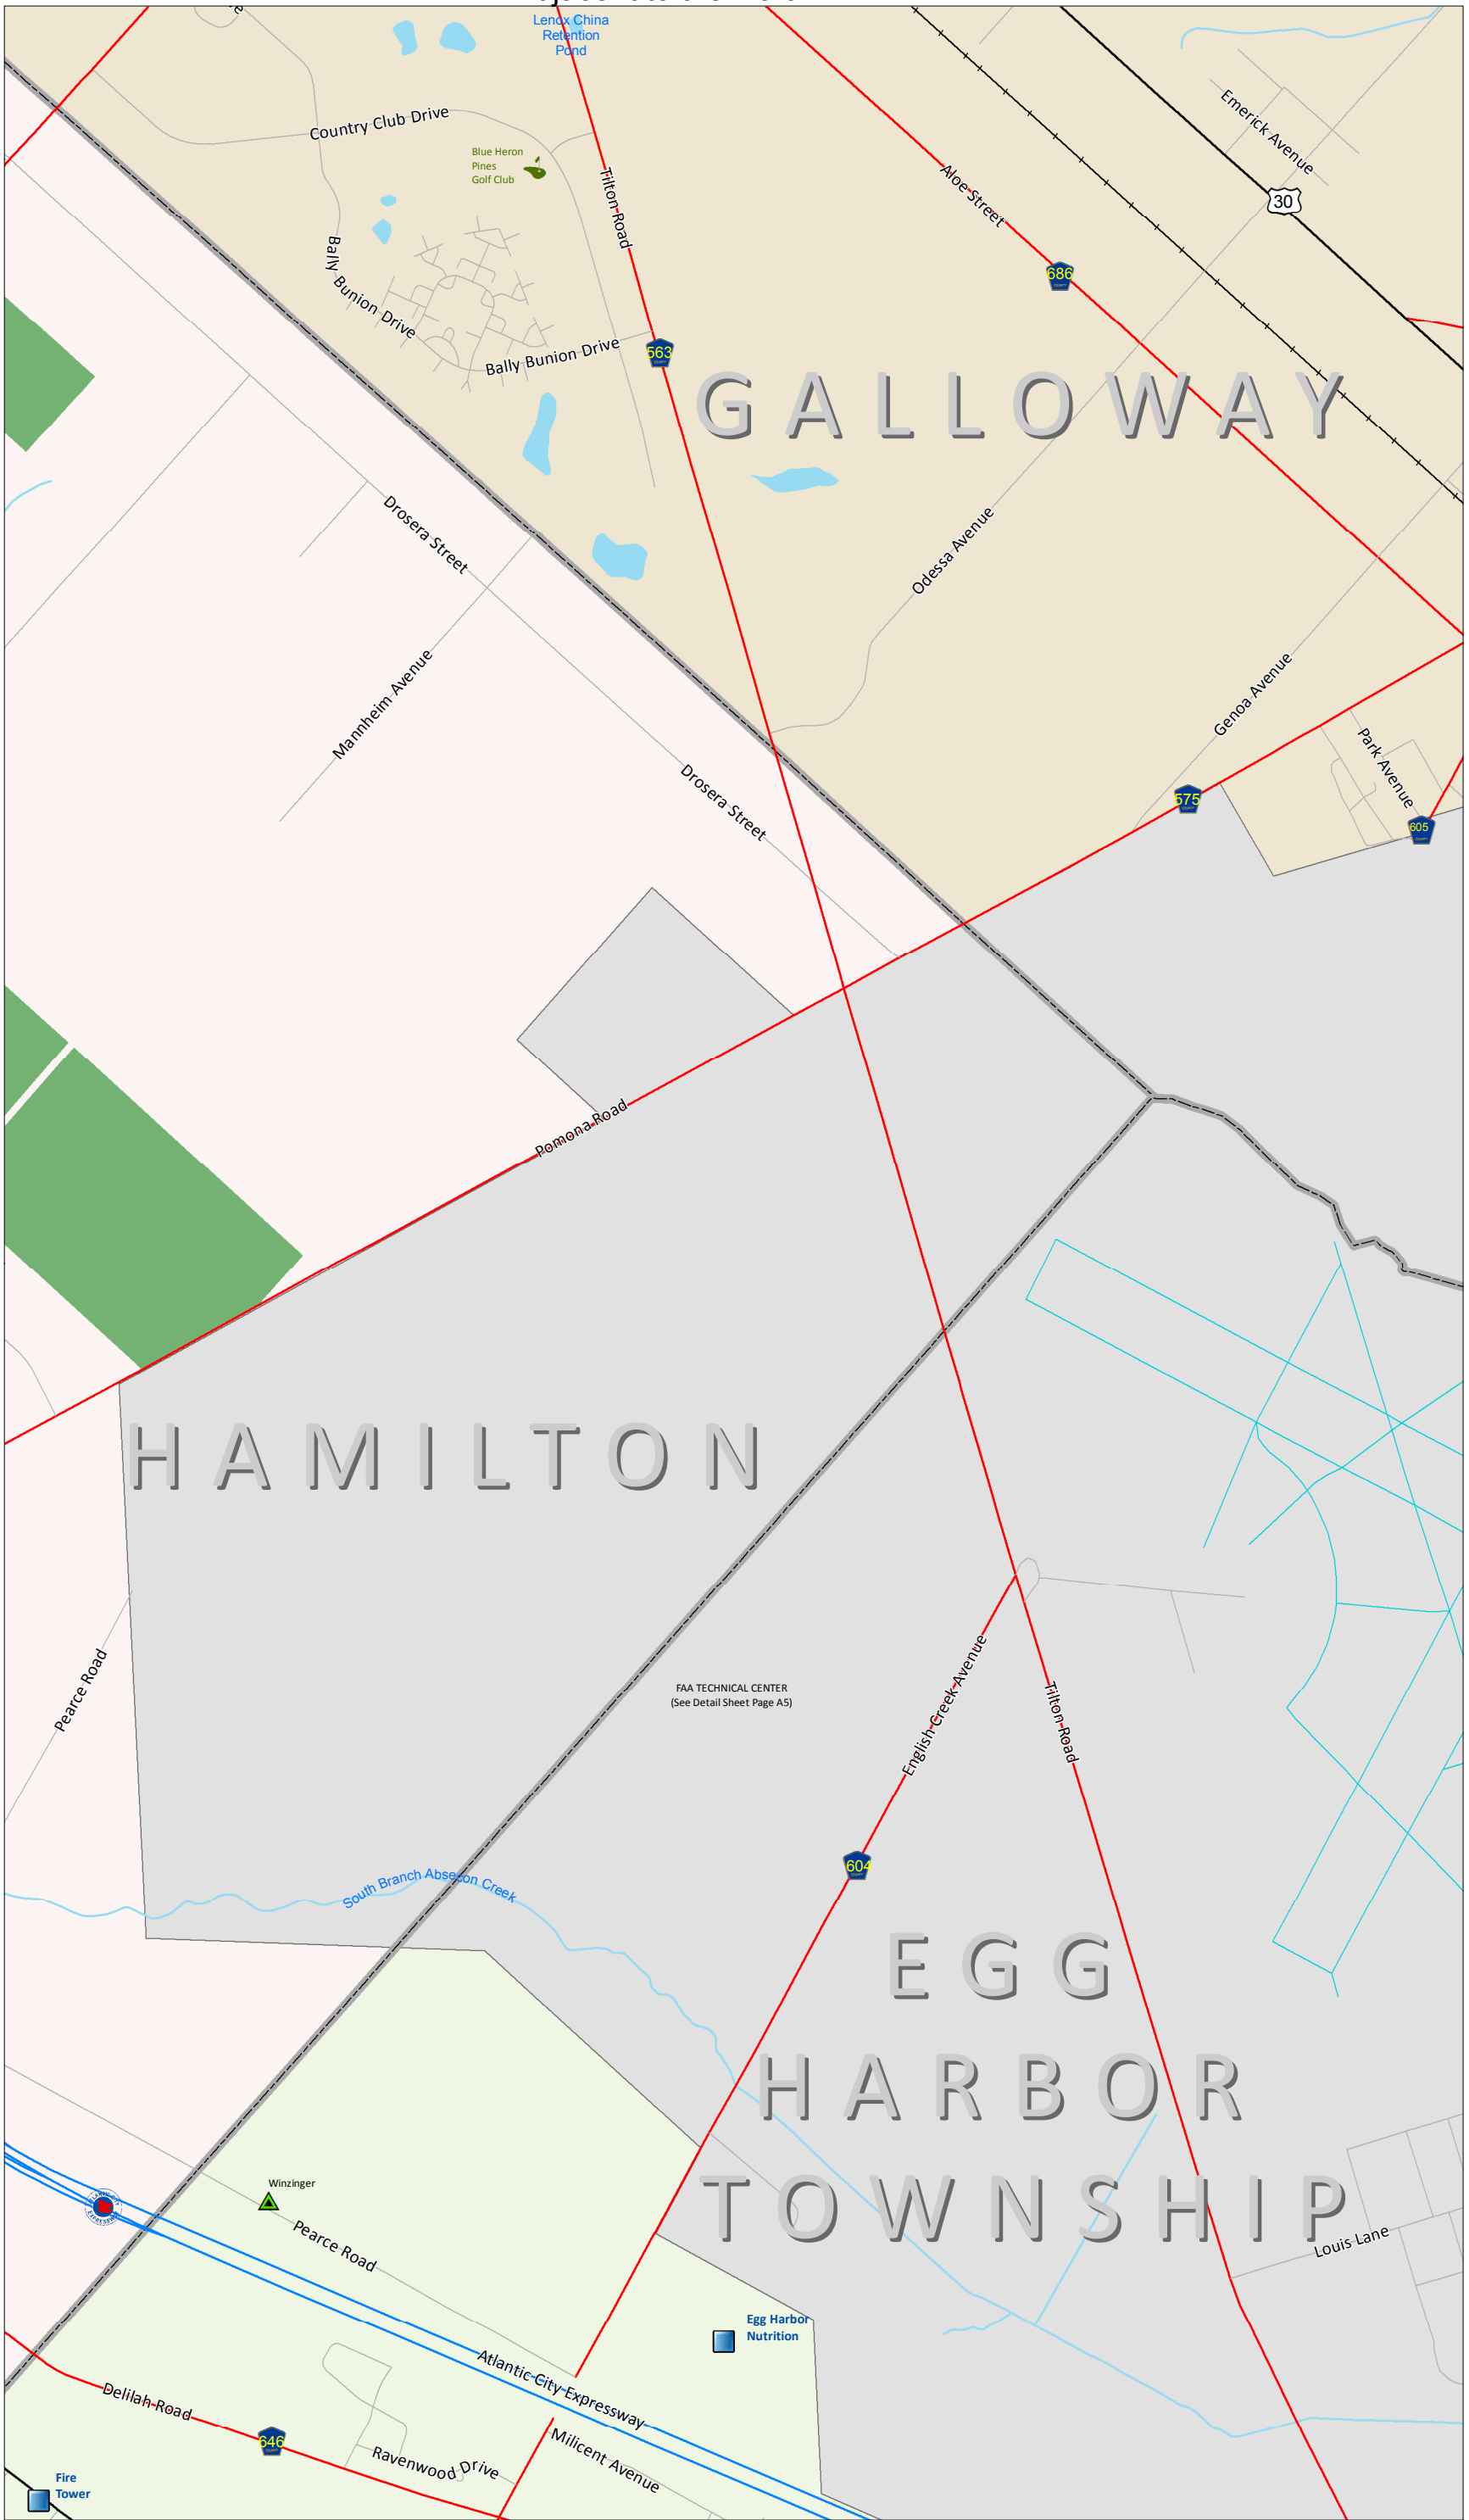 Lenox China
Retention
Pond
Country Club Drive
Emerick Avenue
Blue Heron
Pines
Golf Club
Tilton Road
Aloe Street
30
Bally Bunion Drive
686
Bally Bunion Drive
563
GALLOWAY
Drosera Street
Odessa Avenue
Mannheim Avenue
Genoa Avenue
Park Avenue
Drosera Street
575
605
Pomona Road
HAMILTON
Pearce Road
English Creek Avenue
FAA TECHNICAL CENTER
(See Detail Sheet Page A5)
Tilton Road
604
South Branch Absecon Creek
EGG
HARBOR
TOWNSHIP
Winzinger
Pearce Road
Louis Lane
Egg Harbor
Nutrition
Atlantic City Expressway
Delilah Road
646
Ravenwood Drive
Milicent Avenue
Fire
Tower